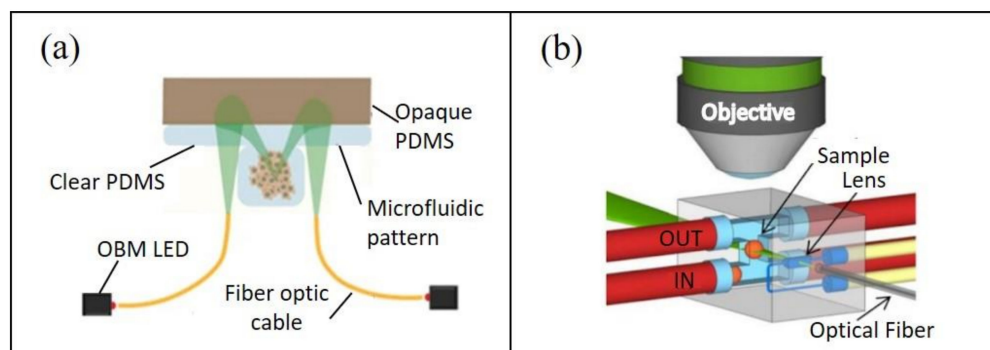 (a)
Opaque
PDMS
Clear PDMS
Microfluidic
pattern
OBM LED
Fiber optic
cable
(b)
Objective
Sample
Lens
OUT
IN
Optical Fiber